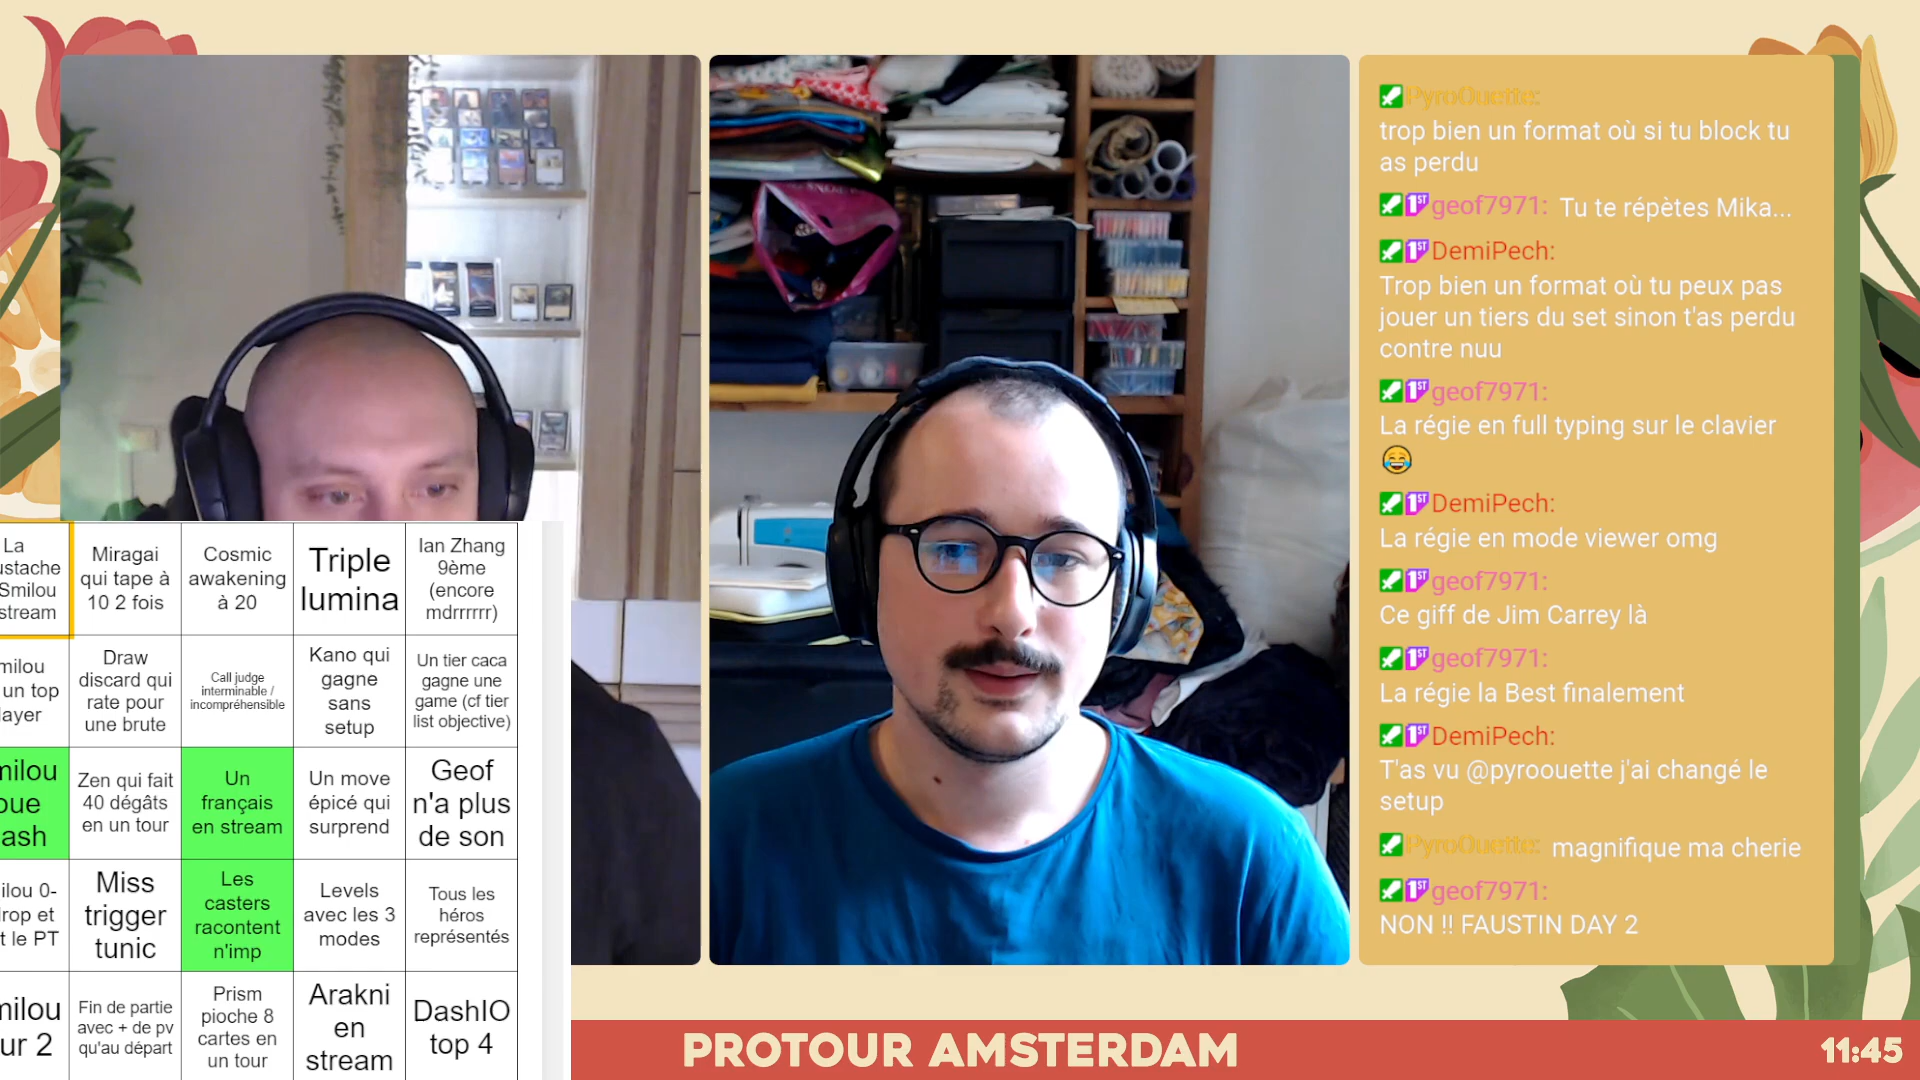 PyroOuette:
trop bien un format où si tu block tu
as perdu
geof7971: Tu te répètes Mika...
DemiPech:
Trop bien un format où tu peux pas
jouer un tiers du set sinon t'as perdu
contre nuu
geof7971:
La régie en full typing sur le clavier
😂
DemiPech:
La régie en mode viewer omg
geof7971:
Ce giff de Jim Carrey là
geof7971:
La régie la Best finalement
DemiPech:
T'as vu @pyroouette j'ai changé le
setup
PyroOuette: magnifique ma cherie
geof7971:
NON !! FAUSTIN DAY 2
La
ustache
Smilou
stream
Miragai
qui tape à
10 2 fois
Cosmic
awakening
à 20
Triple
lumina
Ian Zhang
9ème
(encore
mdrrrrrr)
milou
un top
layer
Draw
discard qui
rate pour
une brute
Call judge
interminable /
incompréhensible
Kano qui
gagne
sans
setup
Un tier caca
gagne une
game (cf tier
list objective)
milou
oue
ash
Zen qui fait
40 dégâts
en un tour
Un
français
en stream
Un move
épicé qui
surprend
Geof
n'a plus
de son
ilou 0-
rop et
t le PT
Miss
trigger
tunic
Les
casters
racontent
n'imp
Levels
avec les 3
modes
Tous les
héros
représentés
milou
ur 2
Fin de partie
avec + de pv
qu'au départ
Prism
pioche 8
cartes en
un tour
Arakni
en
stream
DashIO
top 4
PROTOUR AMSTERDAM
11:45